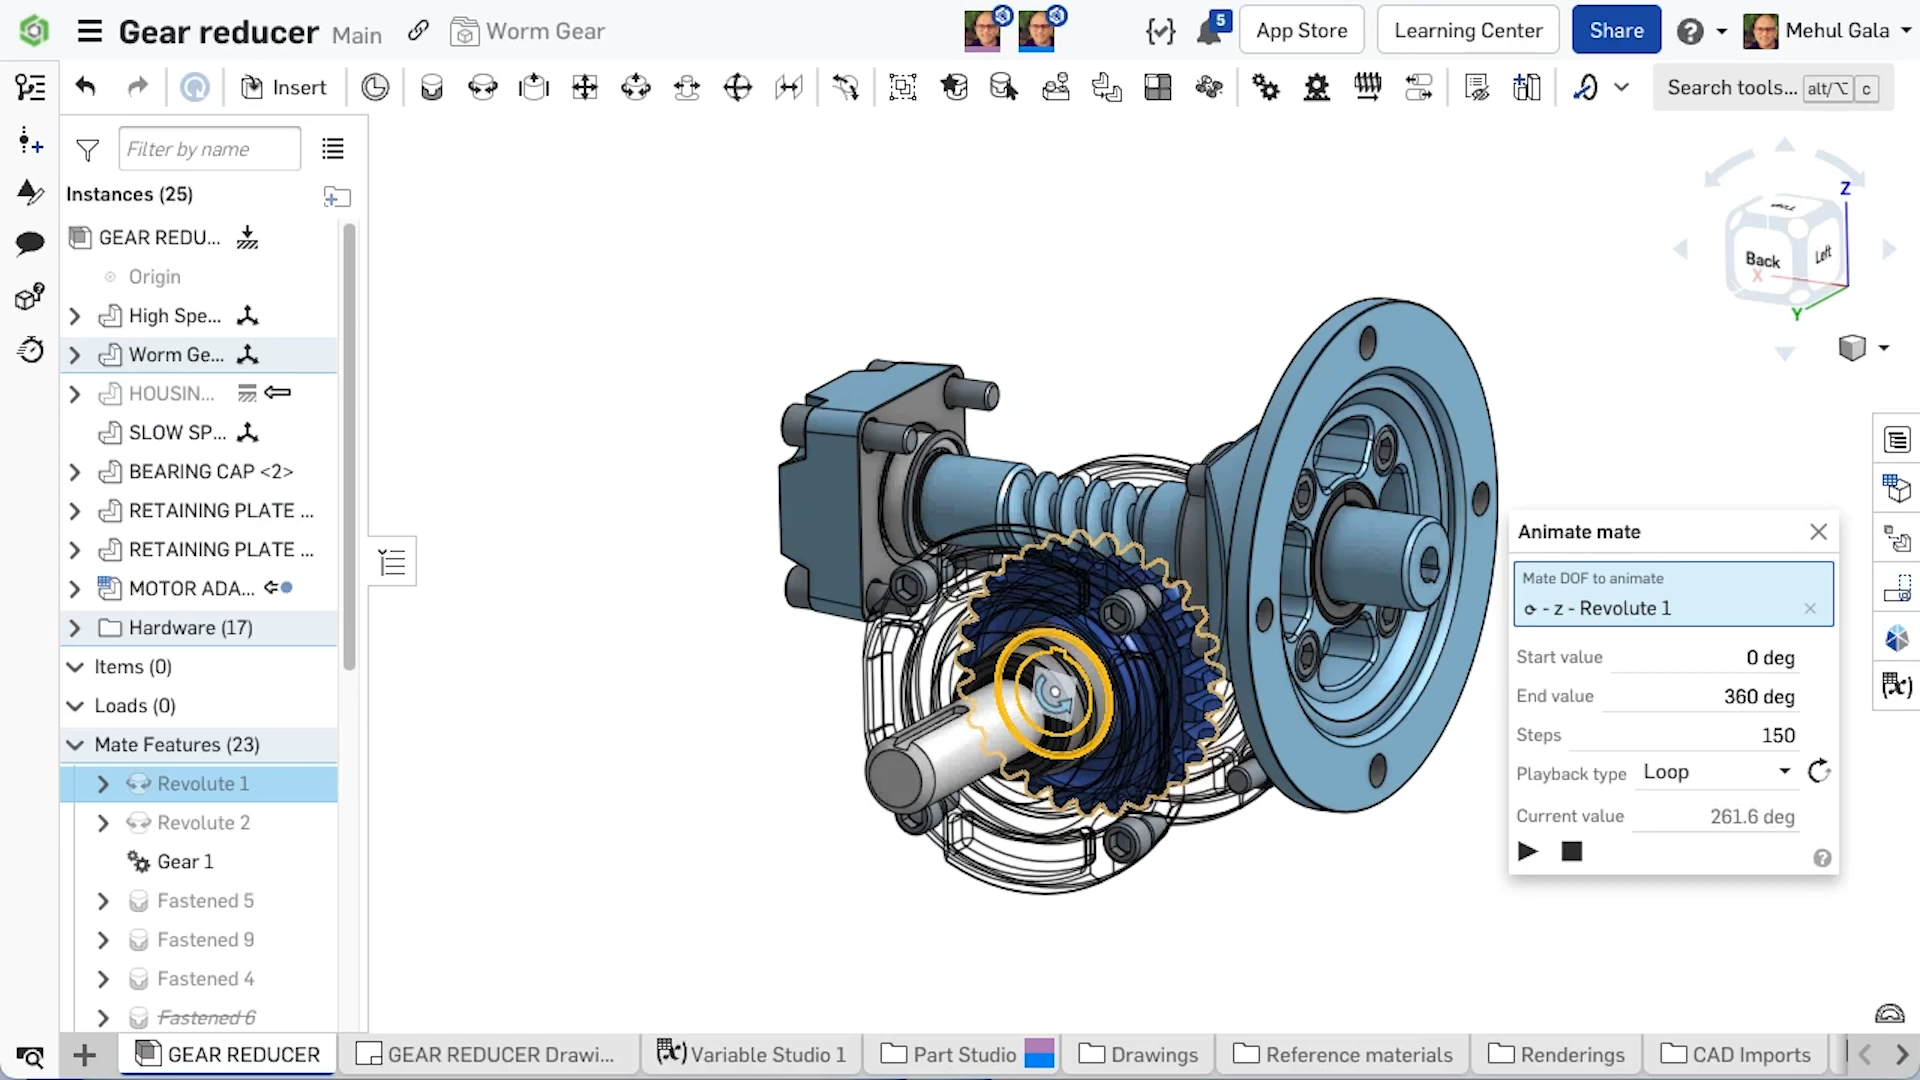 Gear reducer Main Worm Gear
5
App Store
Learning Center
Share
Mehul Gala
Insert
Search tools... alt/⌥ c
Filter by name
Instances (25)
GEAR REDU...
Origin
High Spe...
Worm Ge...
HOUSIN...
SLOW SP...
BEARING CAP <2>
RETAINING PLATE ...
RETAINING PLATE ...
MOTOR ADA...
Hardware (17)
Items (0)
Loads (0)
Mate Features (23)
Revolute 1
Revolute 2
Gear 1
Fastened 5
Fastened 9
Fastened 4
Fastened 6
Z
Top
Back
Left
X
Y
Animate mate
Mate DOF to animate
- z - Revolute 1
Start value 0 deg
End value 360 deg
Steps 150
Playback type Loop
Current value 261.6 deg
GEAR REDUCER
GEAR REDUCER Drawi...
Variable Studio 1
Part Studio
Drawings
Reference materials
Renderings
CAD Imports